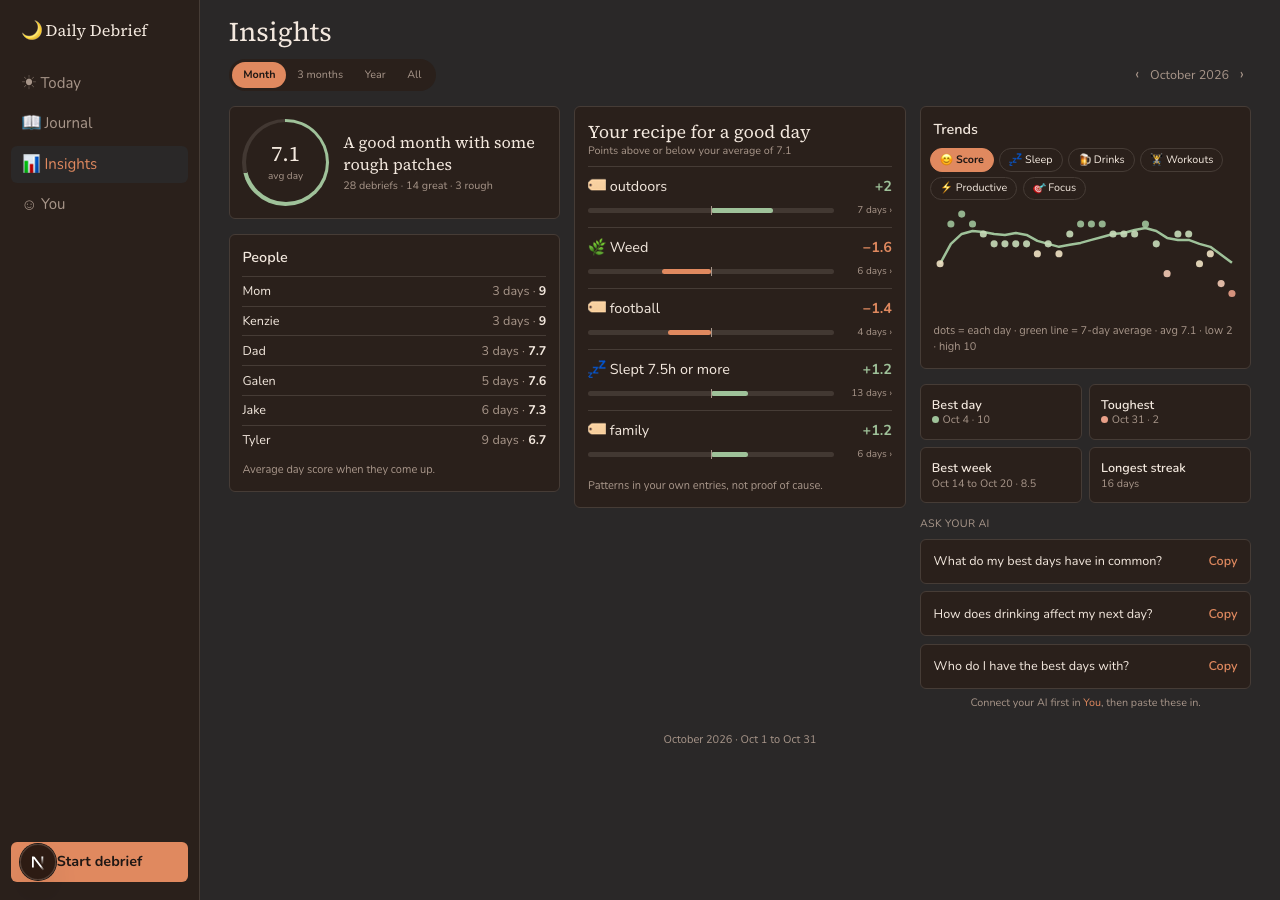 Daily Debrief
Today
Journal
Insights
You
N Start debrief
Insights
Month 3 months Year All
‹ October 2026 ›
7.1
avg day
A good month with some
rough patches
28 debriefs · 14 great · 3 rough
People
Mom 3 days · 9
Kenzie 3 days · 9
Dad 3 days · 7.7
Galen 5 days · 7.6
Jake 6 days · 7.3
Tyler 9 days · 6.7
Average day score when they come up.
Your recipe for a good day
Points above or below your average of 7.1
outdoors +2
7 days ›
Weed −1.6
6 days ›
football −1.4
4 days ›
Slept 7.5h or more +1.2
13 days ›
family +1.2
6 days ›
Patterns in your own entries, not proof of cause.
Trends
Score Sleep Drinks Workouts
Productive Focus
dots = each day · green line = 7-day average · avg 7.1 · low 2
· high 10
Best day
Oct 4 · 10
Toughest
Oct 31 · 2
Best week
Oct 14 to Oct 20 · 8.5
Longest streak
16 days
ASK YOUR AI
What do my best days have in common? Copy
How does drinking affect my next day? Copy
Who do I have the best days with? Copy
Connect your AI first in You, then paste these in.
October 2026 · Oct 1 to Oct 31